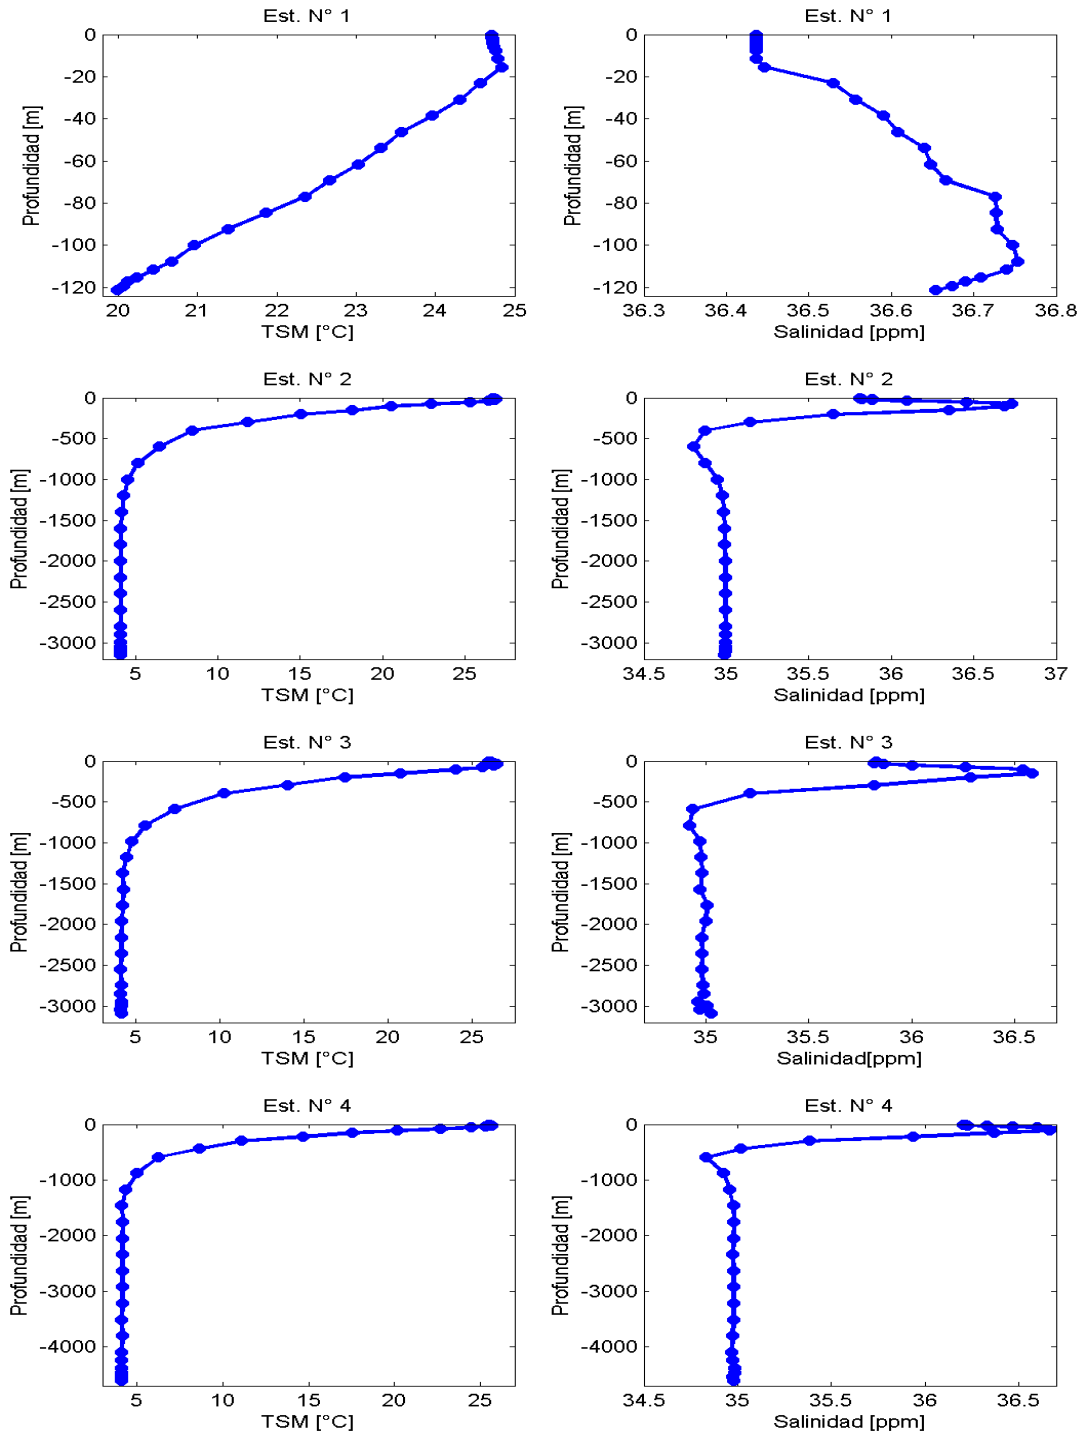 Est. N° 1
Est. N° 1
Profundidad [m]
0
-20
-40
-60
-80
-100
-120
20 21 22 23 24 25
TSM [°C]
Profundidad [m]
0
-20
-40
-60
-80
-100
-120
36.3 36.4 36.5 36.6 36.7 36.8
Salinidad [ppm]
Est. N° 2
Est. N° 2
Profundidad [m]
0
-500
-1000
-1500
-2000
-2500
-3000
5 10 15 20 25
TSM [°C]
Profundidad [m]
0
-500
-1000
-1500
-2000
-2500
-3000
34.5 35 35.5 36 36.5 37
Salinidad [ppm]
Est. N° 3
Est. N° 3
Profundidad [m]
0
-500
-1000
-1500
-2000
-2500
-3000
5 10 15 20 25
TSM [°C]
Profundidad [m]
0
-500
-1000
-1500
-2000
-2500
-3000
35 35.5 36 36.5
Salinidad[ppm]
Est. N° 4
Est. N° 4
Profundidad [m]
0
-1000
-2000
-3000
-4000
5 10 15 20 25
TSM [°C]
Profundidad [m]
0
-1000
-2000
-3000
-4000
34.5 35 35.5 36 36.5
Salinidad [ppm]